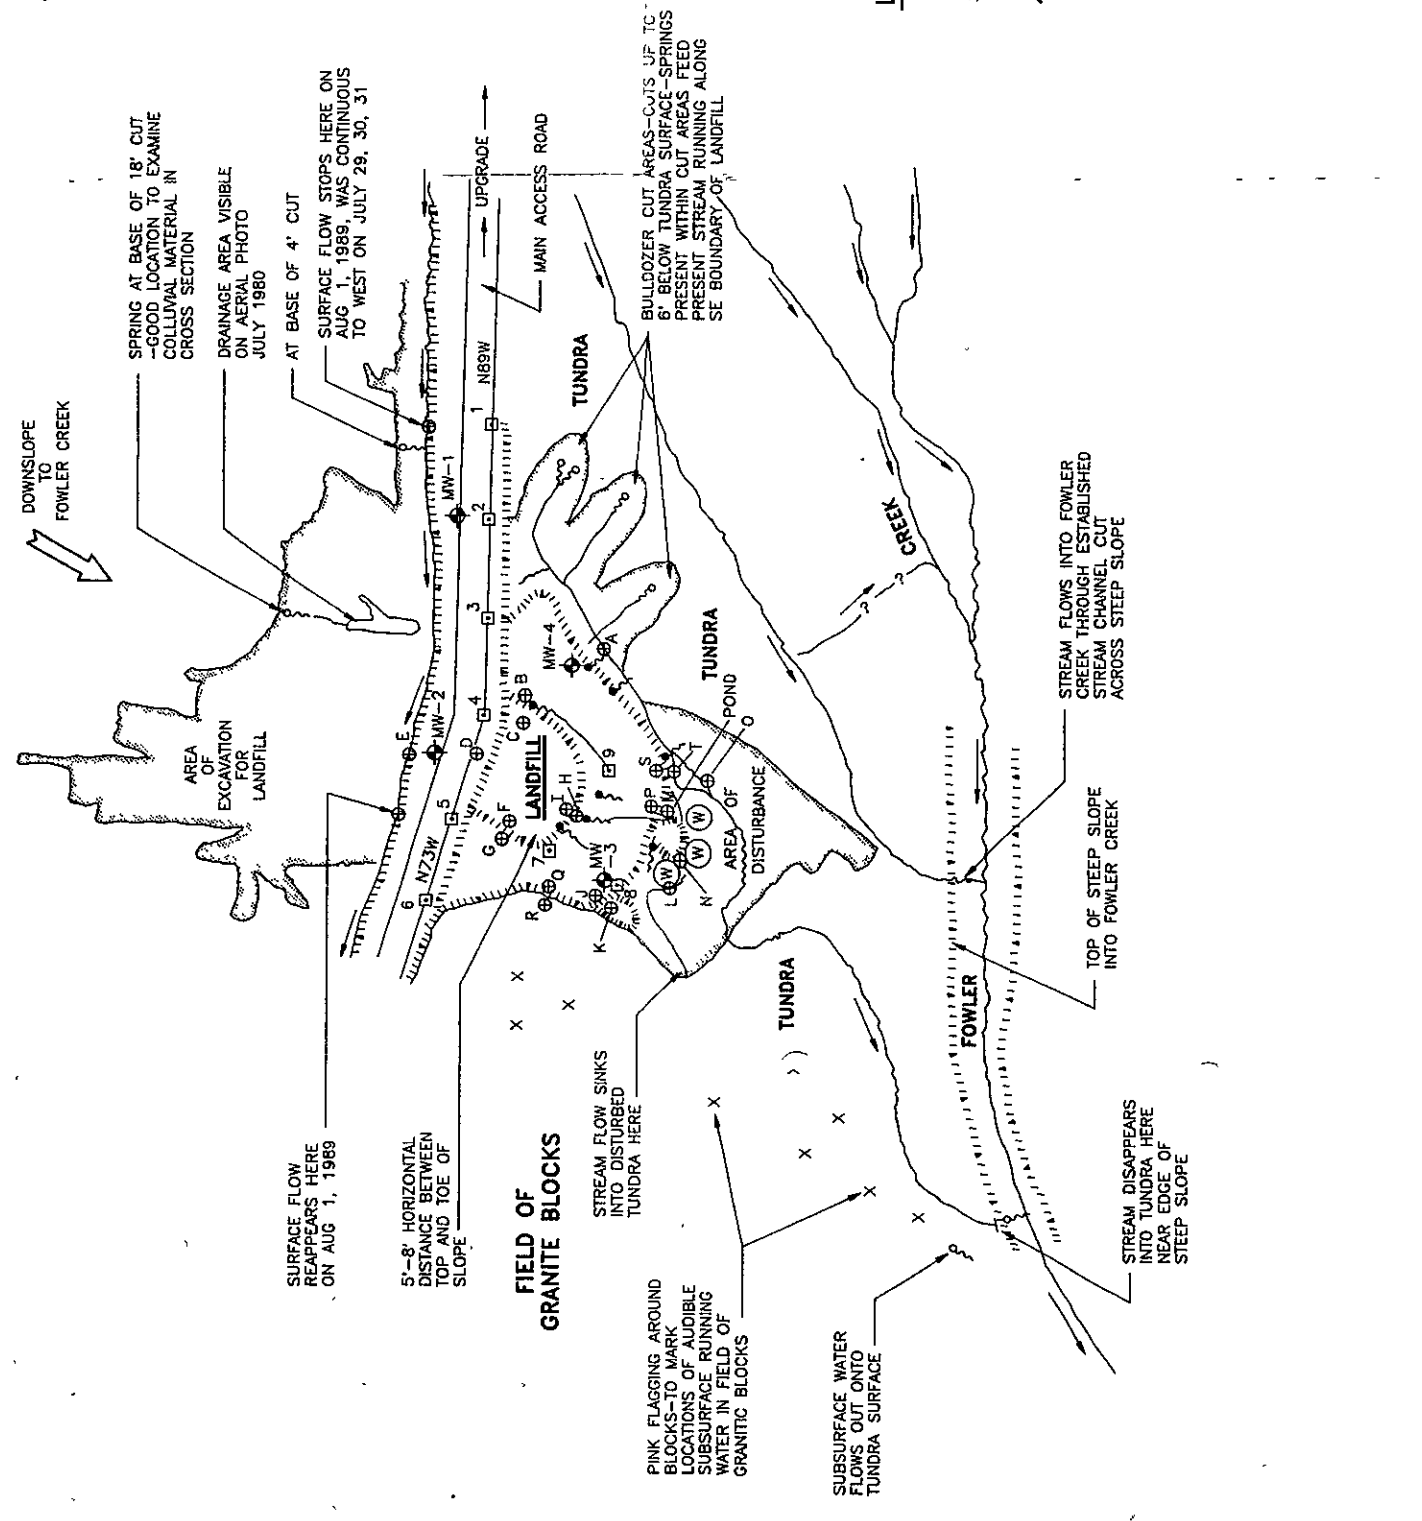 DOWNSLOPE
TO
FOWLER CREEK
SPRING AT BASE OF 18' CUT
-GOOD LOCATION TO EXAMINE
COLLUVIAL MATERIAL IN
CROSS SECTION
DRAINAGE AREA VISIBLE
ON AERIAL PHOTO
JULY 1980
AT BASE OF 4' CUT
SURFACE FLOW STOPS HERE ON
AUG 1, 1989, WAS CONTINUOUS
TO WEST ON JULY 29, 30, 31
UPGRADE
MAIN ACCESS ROAD
BULLDOZER CUT AREAS-CUTS UP TO
6' BELOW TUNDRA SURFACE-SPRINGS
PRESENT WITHIN CUT AREAS FEED
PRESENT STREAM RUNNING ALONG
SE BOUNDARY OF LANDFILL
AREA
OF
EXCAVATION
FOR
LANDFILL
SURFACE FLOW
REAPPEARS HERE
ON AUG 1, 1989
5'-8' HORIZONTAL
DISTANCE BETWEEN
TOP AND TOE OF
SLOPE
FIELD OF
GRANITE BLOCKS
STREAM FLOW SINKS
INTO DISTURBED
TUNDRA HERE
PINK FLAGGING AROUND
BLOCKS-TO MARK
LOCATIONS OF AUDIBLE
SUBSURFACE RUNNING
WATER IN FIELD OF
GRANITIC BLOCKS
SUBSURFACE WATER
FLOWS OUT ONTO
TUNDRA SURFACE
STREAM DISAPPEARS
INTO TUNDRA HERE
NEAR EDGE OF
STEEP SLOPE
TOP OF STEEP SLOPE
INTO FOWLER CREEK
STREAM FLOWS INTO FOWLER
CREEK THROUGH ESTABLISHED
STREAM CHANNEL CUT
ACROSS STEEP SLOPE
N89W
N73W
MW-1
MW-2
MW
-3
MW-4
1
2
3
4
5
6
7
8
9
A
B
C
D
E
F
G
H
I
J
K
L
M
N
O
P
Q
R
S
T
W
W
W
LANDFILL
POND
AREA OF
DISTURBANCE
TUNDRA
TUNDRA
TUNDRA
FOWLER
CREEK
?
?
X
X
X
X
X
X
X
X